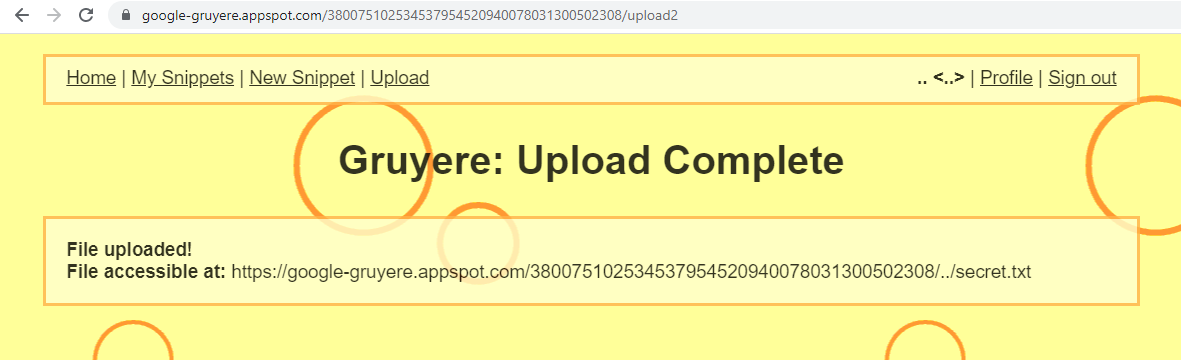 google-gruyere.appspot.com/380075102534537954520940078031300502308/upload2
Home | My Snippets | New Snippet | Upload
.. <..> | Profile | Sign out
Gruyere: Upload Complete
File uploaded!
File accessible at: https://google-gruyere.appspot.com/380075102534537954520940078031300502308/../secret.txt